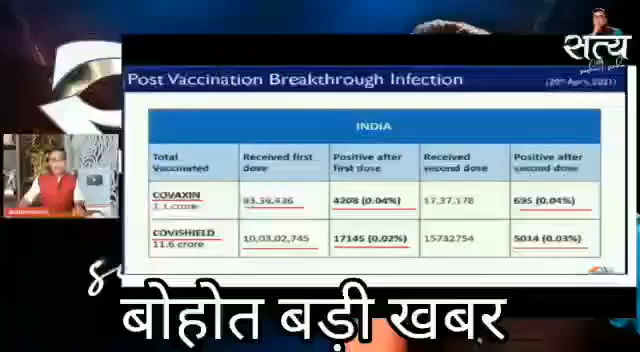 सत्य
Post Vaccination Breakthrough Infection (20th April, 2021)
INDIA
Total Vaccinated
Received first dose
Positive after first dose
Received second dose
Positive after second dose
COVAXIN
1.1 crore
93,56,436
4208 (0.04%)
17,37,178
695 (0.04%)
COVISHIELD
11.6 crore
10,03,02,745
17145 (0.02%)
15732754
5014 (0.03%)
बोहोत बड़ी खबर